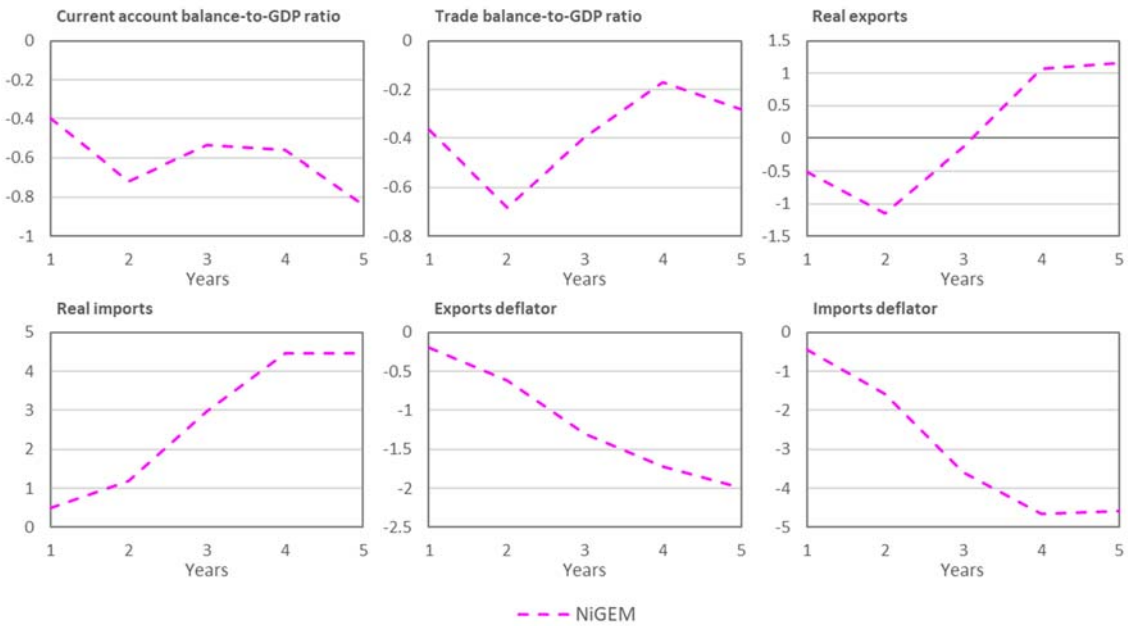 Current account balance-to-GDP ratio
0
-0.2
-0.4
-0.6
-0.8
-1
1 2 3 4 5
Years
Trade balance-to-GDP ratio
0
-0.2
-0.4
-0.6
-0.8
1 2 3 4 5
Years
Real exports
1.5
1
0.5
0
-0.5
-1
-1.5
1 2 3 4 5
Years
Real imports
5
4
3
2
1
0
1 2 3 4 5
Years
Exports deflator
0
-0.5
-1
-1.5
-2
-2.5
1 2 3 4 5
Years
Imports deflator
0
-1
-2
-3
-4
-5
1 2 3 4 5
Years
NiGEM